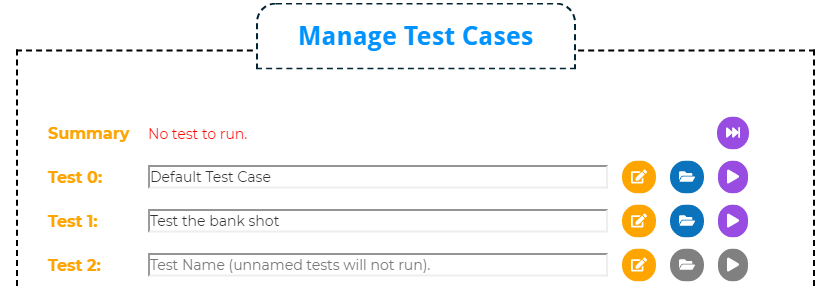 Manage Test Cases
Summary No test to run.
Test 0: Default Test Case
Test 1: Test the bank shot
Test 2: Test Name (unnamed tests will not run).